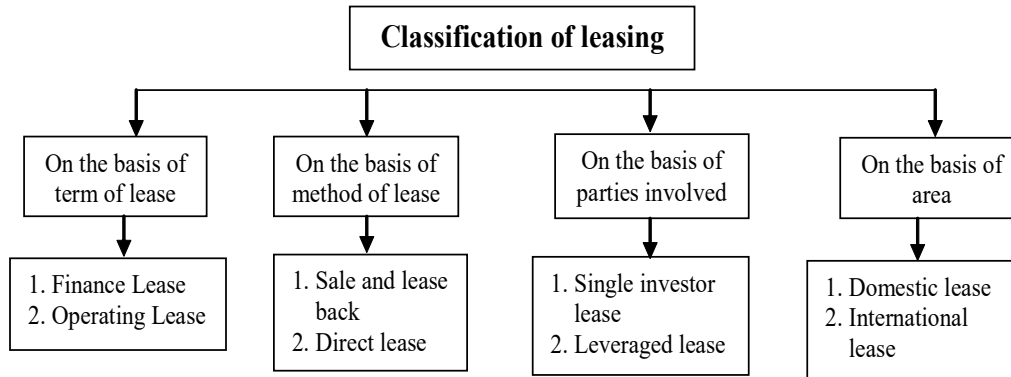 Classification of leasing
On the basis of
term of lease
On the basis of
method of lease
On the basis of
parties involved
On the basis of
area
1. Finance Lease
2. Operating Lease
1. Sale and lease
back
2. Direct lease
1. Single investor
lease
2. Leveraged lease
1. Domestic lease
2. International
lease